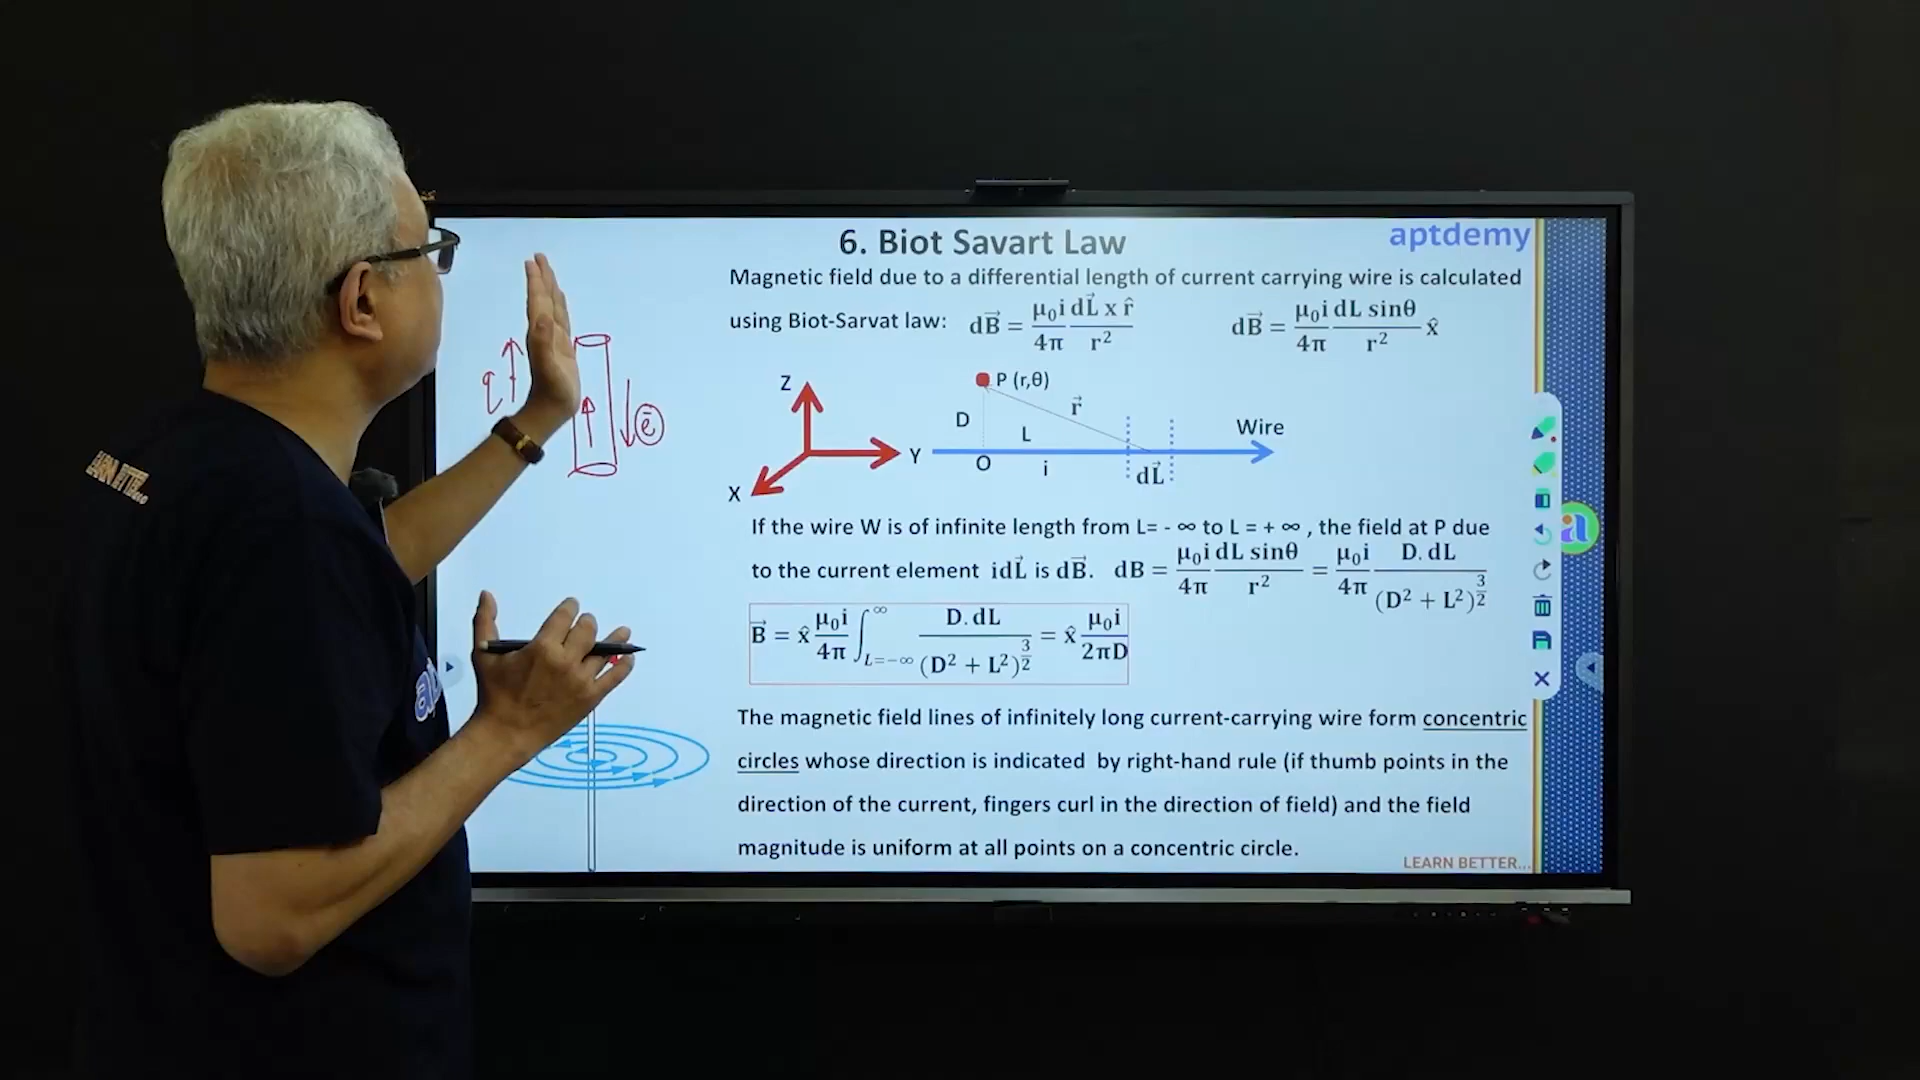 6. Biot Savart Law
aptdemy
Magnetic field due to a differential length of current carrying wire is calculated
using Biot-Sarvat law: dB⃗ = μ₀i/4π dL⃗ x r̂/r² dB⃗ = μ₀i/4π dL sinθ/r² x̂
q
e⁻
Z
Y
X
P (r,θ)
D
r⃗
L
Wire
O
i
dL⃗
If the wire W is of infinite length from L= - ∞ to L = + ∞ , the field at P due
to the current element idL⃗ is dB⃗. dB = μ₀i/4π dL sinθ/r² = μ₀i/4π D. dL/(D² + L²)^(3/2)
B⃗ = x̂ μ₀i/4π ∫_{L=−∞}^{∞} D. dL/(D² + L²)^(3/2) = x̂ μ₀i/2πD
The magnetic field lines of infinitely long current-carrying wire form concentric
circles whose direction is indicated by right-hand rule (if thumb points in the
direction of the current, fingers curl in the direction of field) and the field
magnitude is uniform at all points on a concentric circle.
LEARN BETTER...